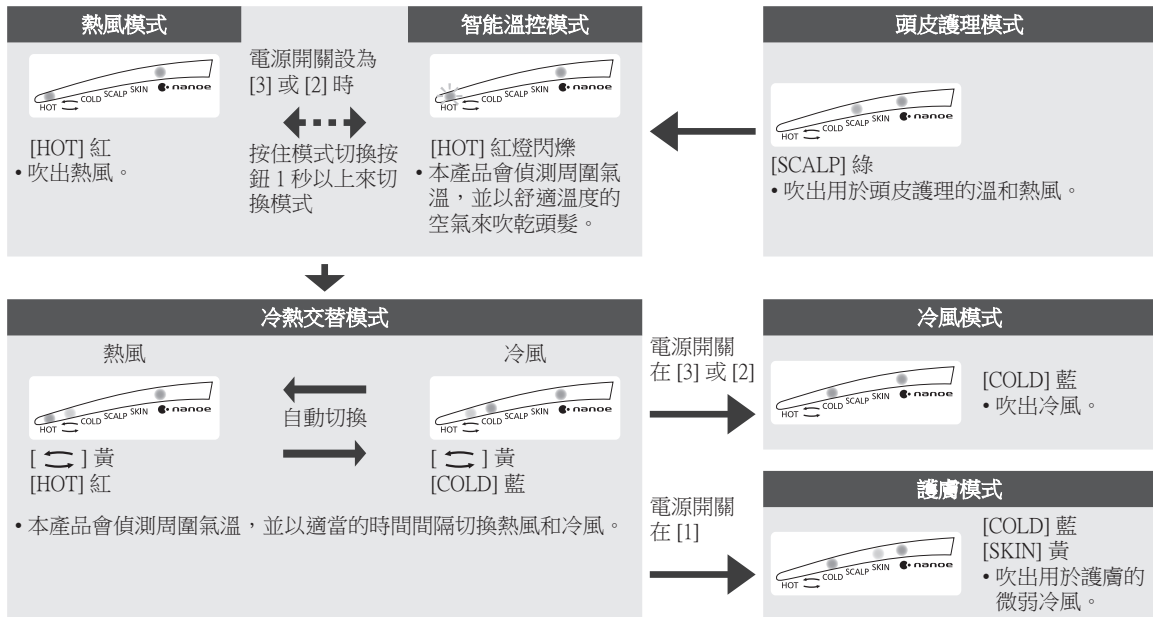 熱風模式
HOT COLD SCALP SKIN nanoe
[HOT] 紅
• 吹出熱風。
電源開關設為
[3] 或 [2] 時
按住模式切換按
鈕 1 秒以上來切
換模式
智能溫控模式
HOT COLD SCALP SKIN nanoe
[HOT] 紅燈閃爍
• 本產品會偵測周圍氣
溫，並以舒適溫度的
空氣來吹乾頭髮。
頭皮護理模式
HOT COLD SCALP SKIN nanoe
[SCALP] 綠
• 吹出用於頭皮護理的溫和熱風。
冷熱交替模式
熱風
HOT COLD SCALP SKIN nanoe
[ ] 黃
[HOT] 紅
自動切換
冷風
HOT COLD SCALP SKIN nanoe
[ ] 黃
[COLD] 藍
• 本產品會偵測周圍氣溫，並以適當的時間間隔切換熱風和冷風。
電源開關
在 [3] 或 [2]
冷風模式
HOT COLD SCALP SKIN nanoe
[COLD] 藍
• 吹出冷風。
電源開關
在 [1]
護膚模式
HOT COLD SCALP SKIN nanoe
[COLD] 藍
[SKIN] 黃
• 吹出用於護膚的
微弱冷風。